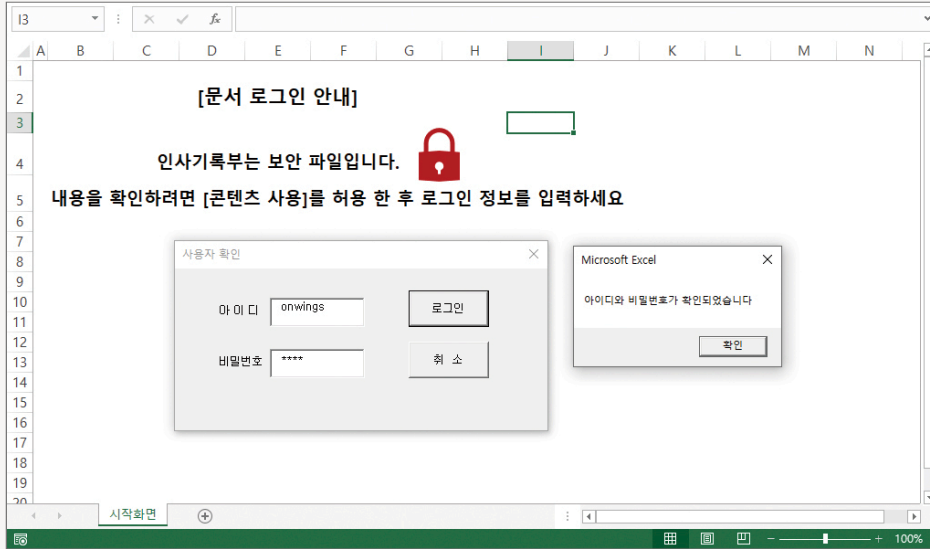 I3
fx
A B C D E F G H I J K L M N
1
2 [문서 로그인 안내]
3
4 인사기록부는 보안 파일입니다.
5 내용을 확인하려면 [콘텐츠 사용]를 허용 한 후 로그인 정보를 입력하세요
6
7
8
9
10
11
12
13
14
15
16
17
18
19
20
사용자 확인
아 이 디 onwings 로그인
비밀번호 **** 취 소
Microsoft Excel
아이디와 비밀번호가 확인되었습니다
확인
시작화면
100%